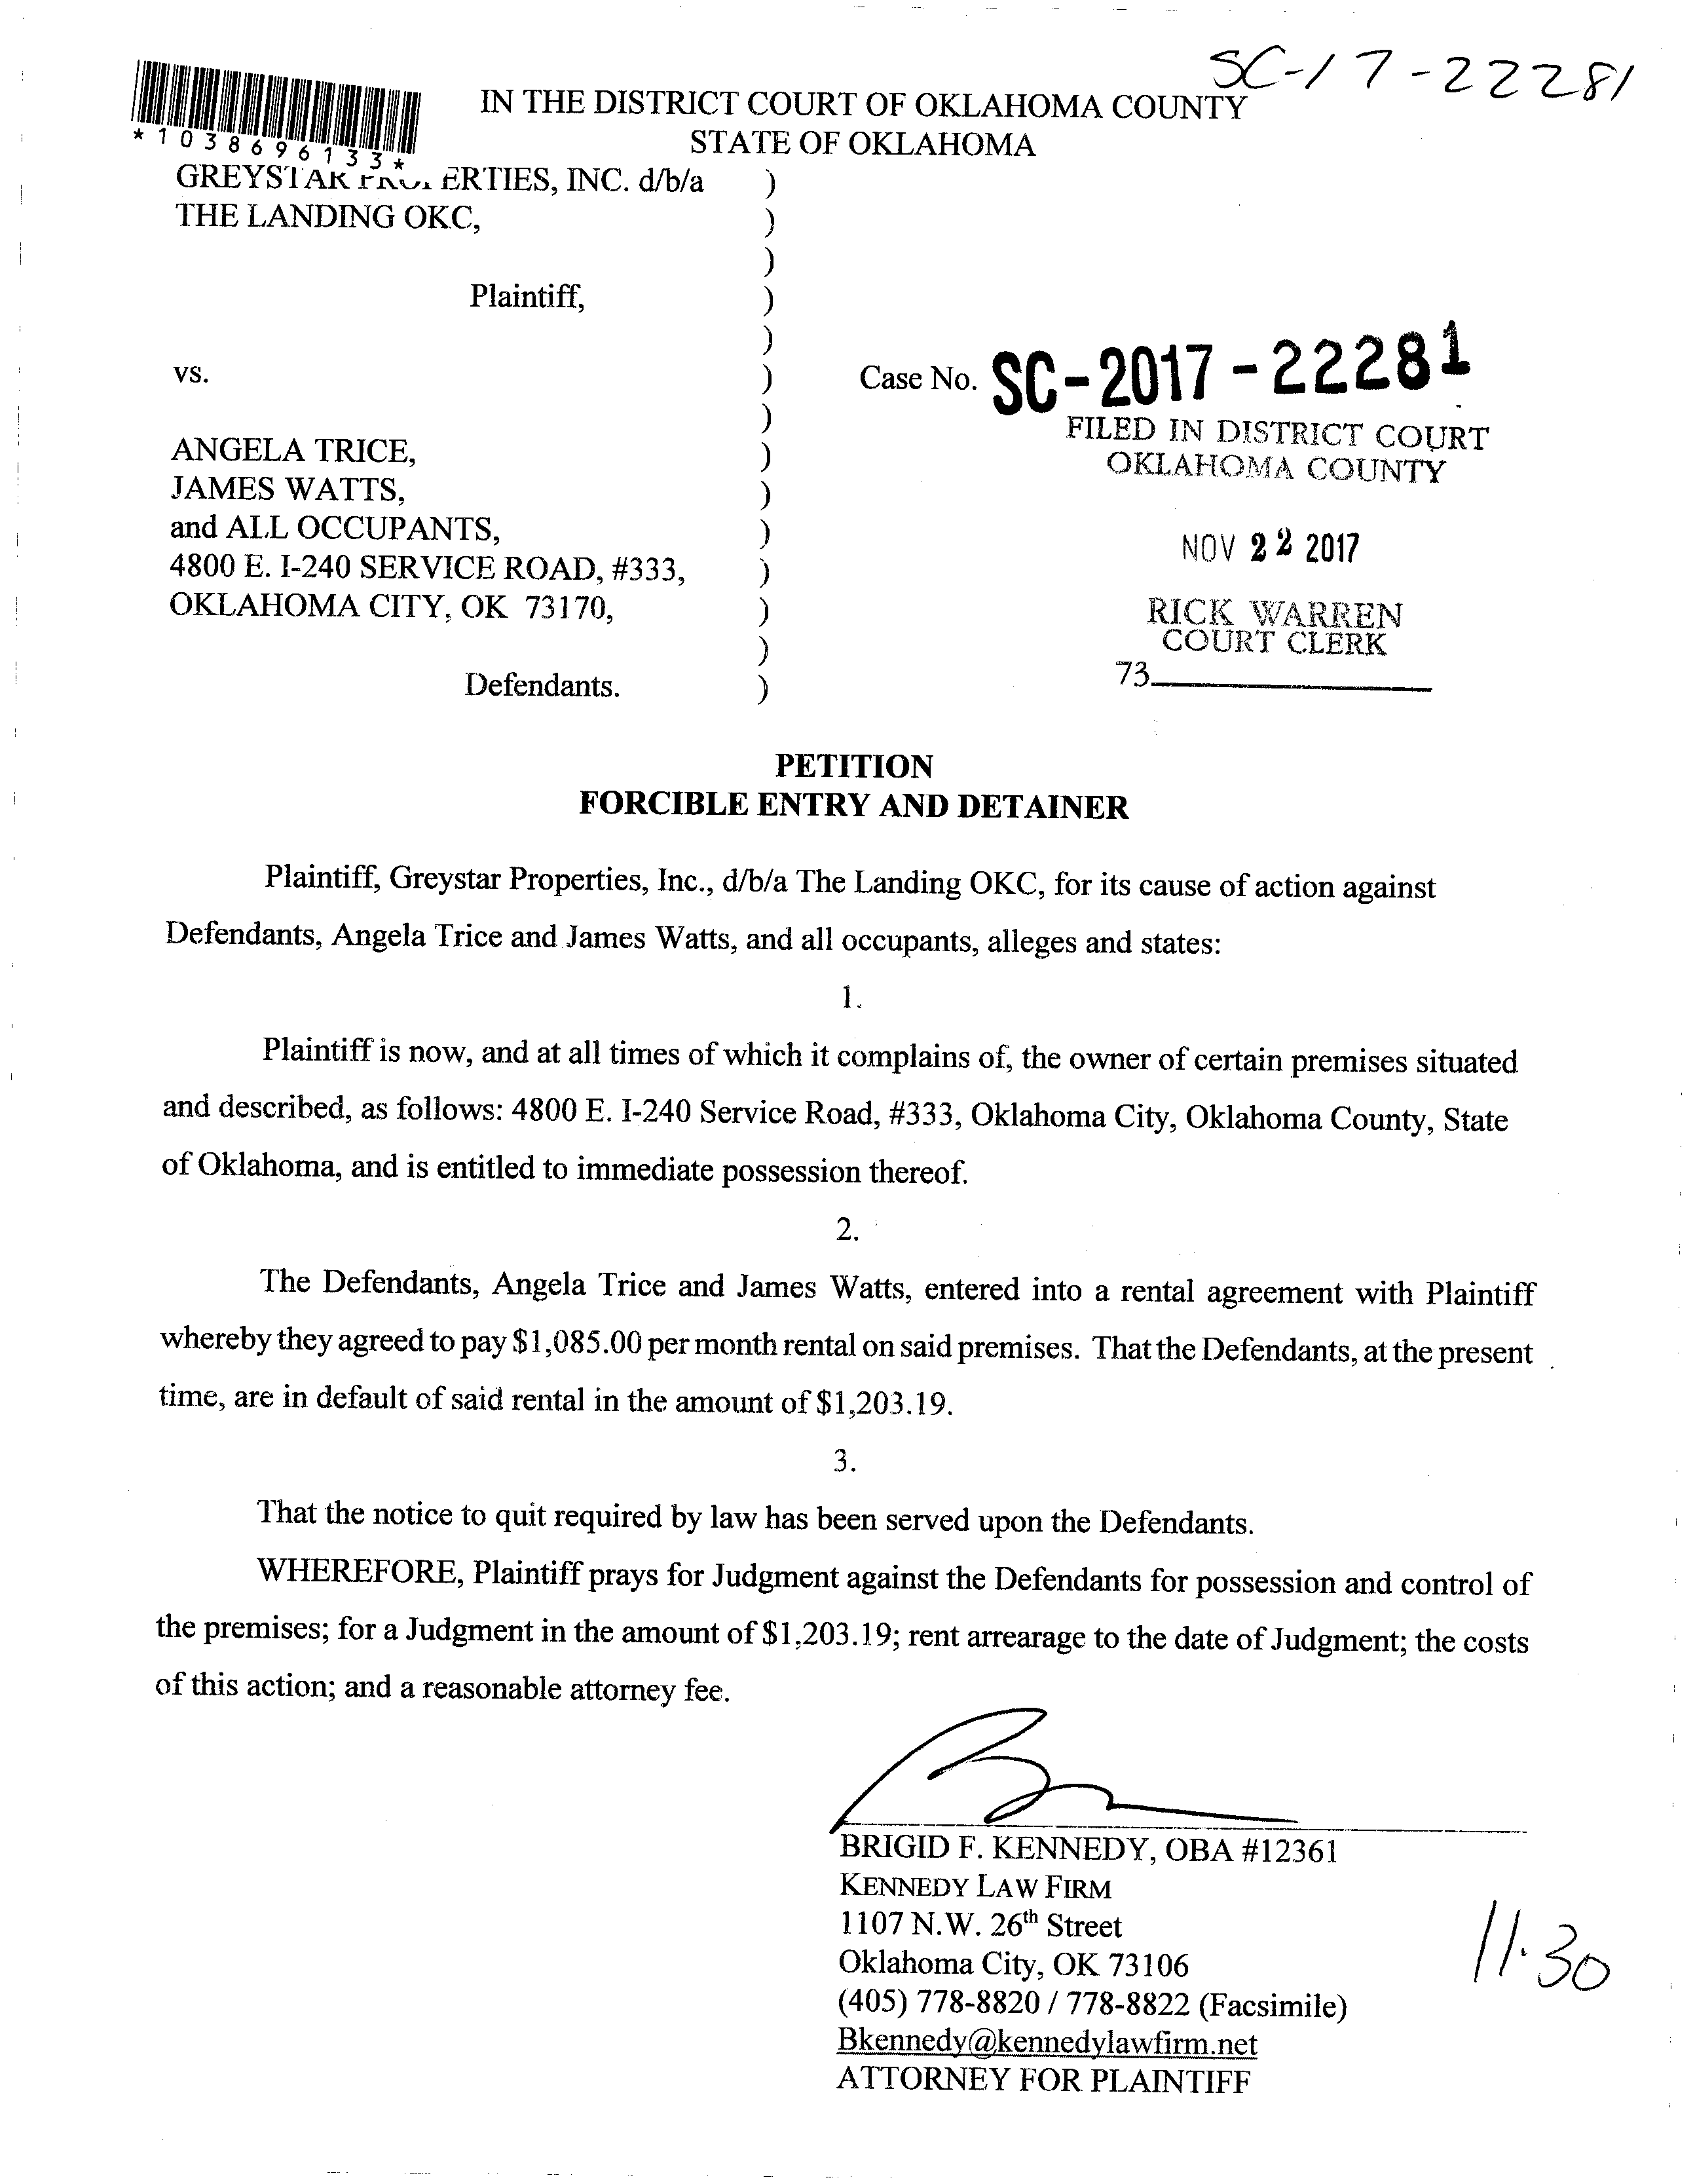 SC-17-22281
IN THE DISTRICT COURT OF OKLAHOMA COUNTY
STATE OF OKLAHOMA
*1038696133*
GREYSTAR PROPERTIES, INC. d/b/a )
THE LANDING OKC, )
)
Plaintiff, )
)
vs. ) Case No. SC-2017-22281
)
FILED IN DISTRICT COURT
OKLAHOMA COUNTY
ANGELA TRICE, )
JAMES WATTS, )
and ALL OCCUPANTS, )
NOV 22 2017
4800 E. I-240 SERVICE ROAD, #333, )
OKLAHOMA CITY, OK 73170, )
RICK WARREN
COURT CLERK
)
73
Defendants. )
PETITION
FORCIBLE ENTRY AND DETAINER
Plaintiff, Greystar Properties, Inc., d/b/a The Landing OKC, for its cause of action against
Defendants, Angela Trice and James Watts, and all occupants, alleges and states:
1.
Plaintiff is now, and at all times of which it complains of, the owner of certain premises situated
and described, as follows: 4800 E. I-240 Service Road, #333, Oklahoma City, Oklahoma County, State
of Oklahoma, and is entitled to immediate possession thereof.
2.
The Defendants, Angela Trice and James Watts, entered into a rental agreement with Plaintiff
whereby they agreed to pay $1,085.00 per month rental on said premises. That the Defendants, at the present
time, are in default of said rental in the amount of $1,203.19.
3.
That the notice to quit required by law has been served upon the Defendants.
WHEREFORE, Plaintiff prays for Judgment against the Defendants for possession and control of
the premises; for a Judgment in the amount of $1,203.19; rent arrearage to the date of Judgment; the costs
of this action; and a reasonable attorney fee.
BRIGID F. KENNEDY, OBA #12361
KENNEDY LAW FIRM
1107 N.W. 26th Street
Oklahoma City, OK 73106
(405) 778-8820 / 778-8822 (Facsimile)
Bkennedy@kennedylawfirm.net
ATTORNEY FOR PLAINTIFF
11·30